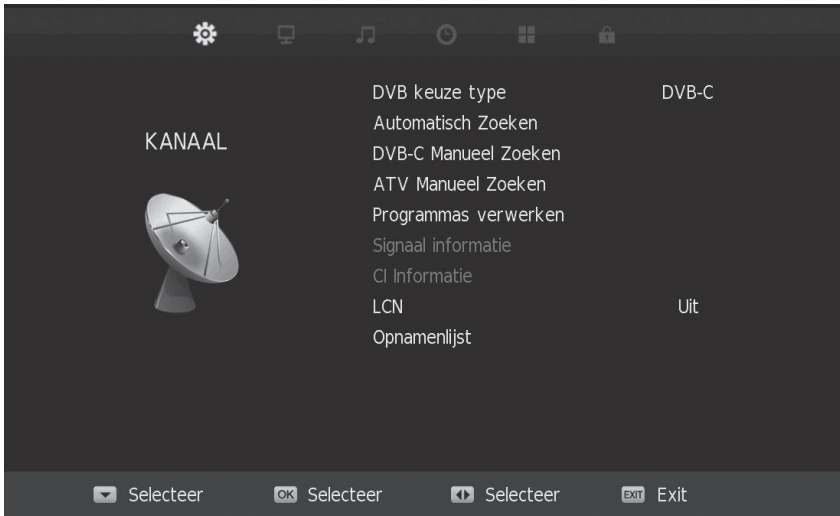 KANAAL
DVB keuze type DVB-C
Automatisch Zoeken
DVB-C Manueel Zoeken
ATV Manueel Zoeken
Programmas verwerken
Signaal informatie
CI Informatie
LCN Uit
Opnamenlijst
Selecteer OK Selecteer Selecteer EXIT Exit